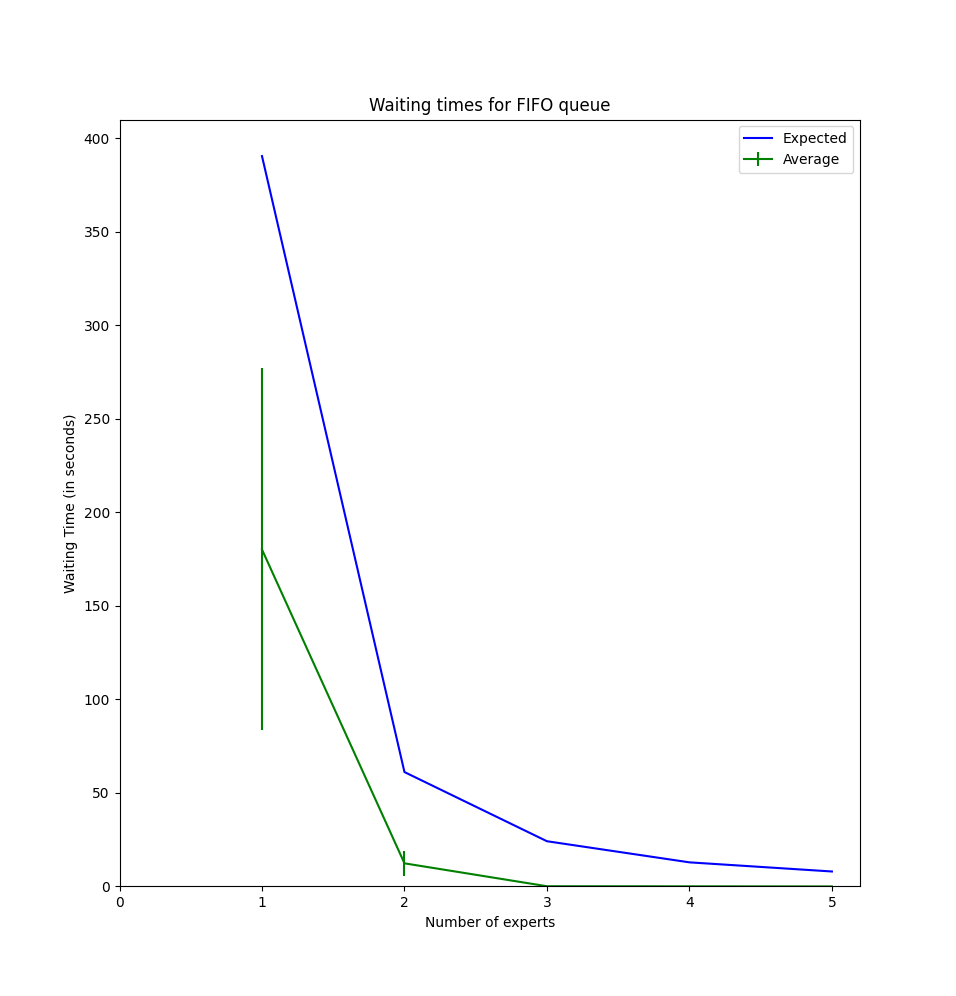 Waiting times for FIFO queue
Expected
Average
400
350
300
250
200
150
100
50
0
Waiting Time (in seconds)
0 1 2 3 4 5
Number of experts